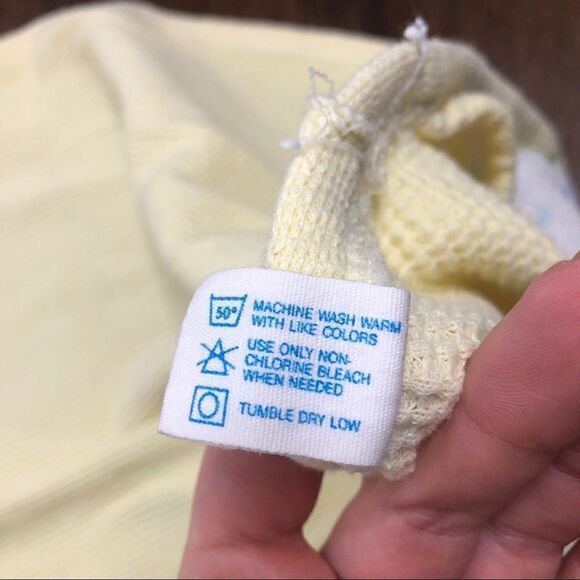 50° MACHINE WASH WARM
WITH LIKE COLORS
USE ONLY NON-
CHLORINE BLEACH
WHEN NEEDED
TUMBLE DRY LOW